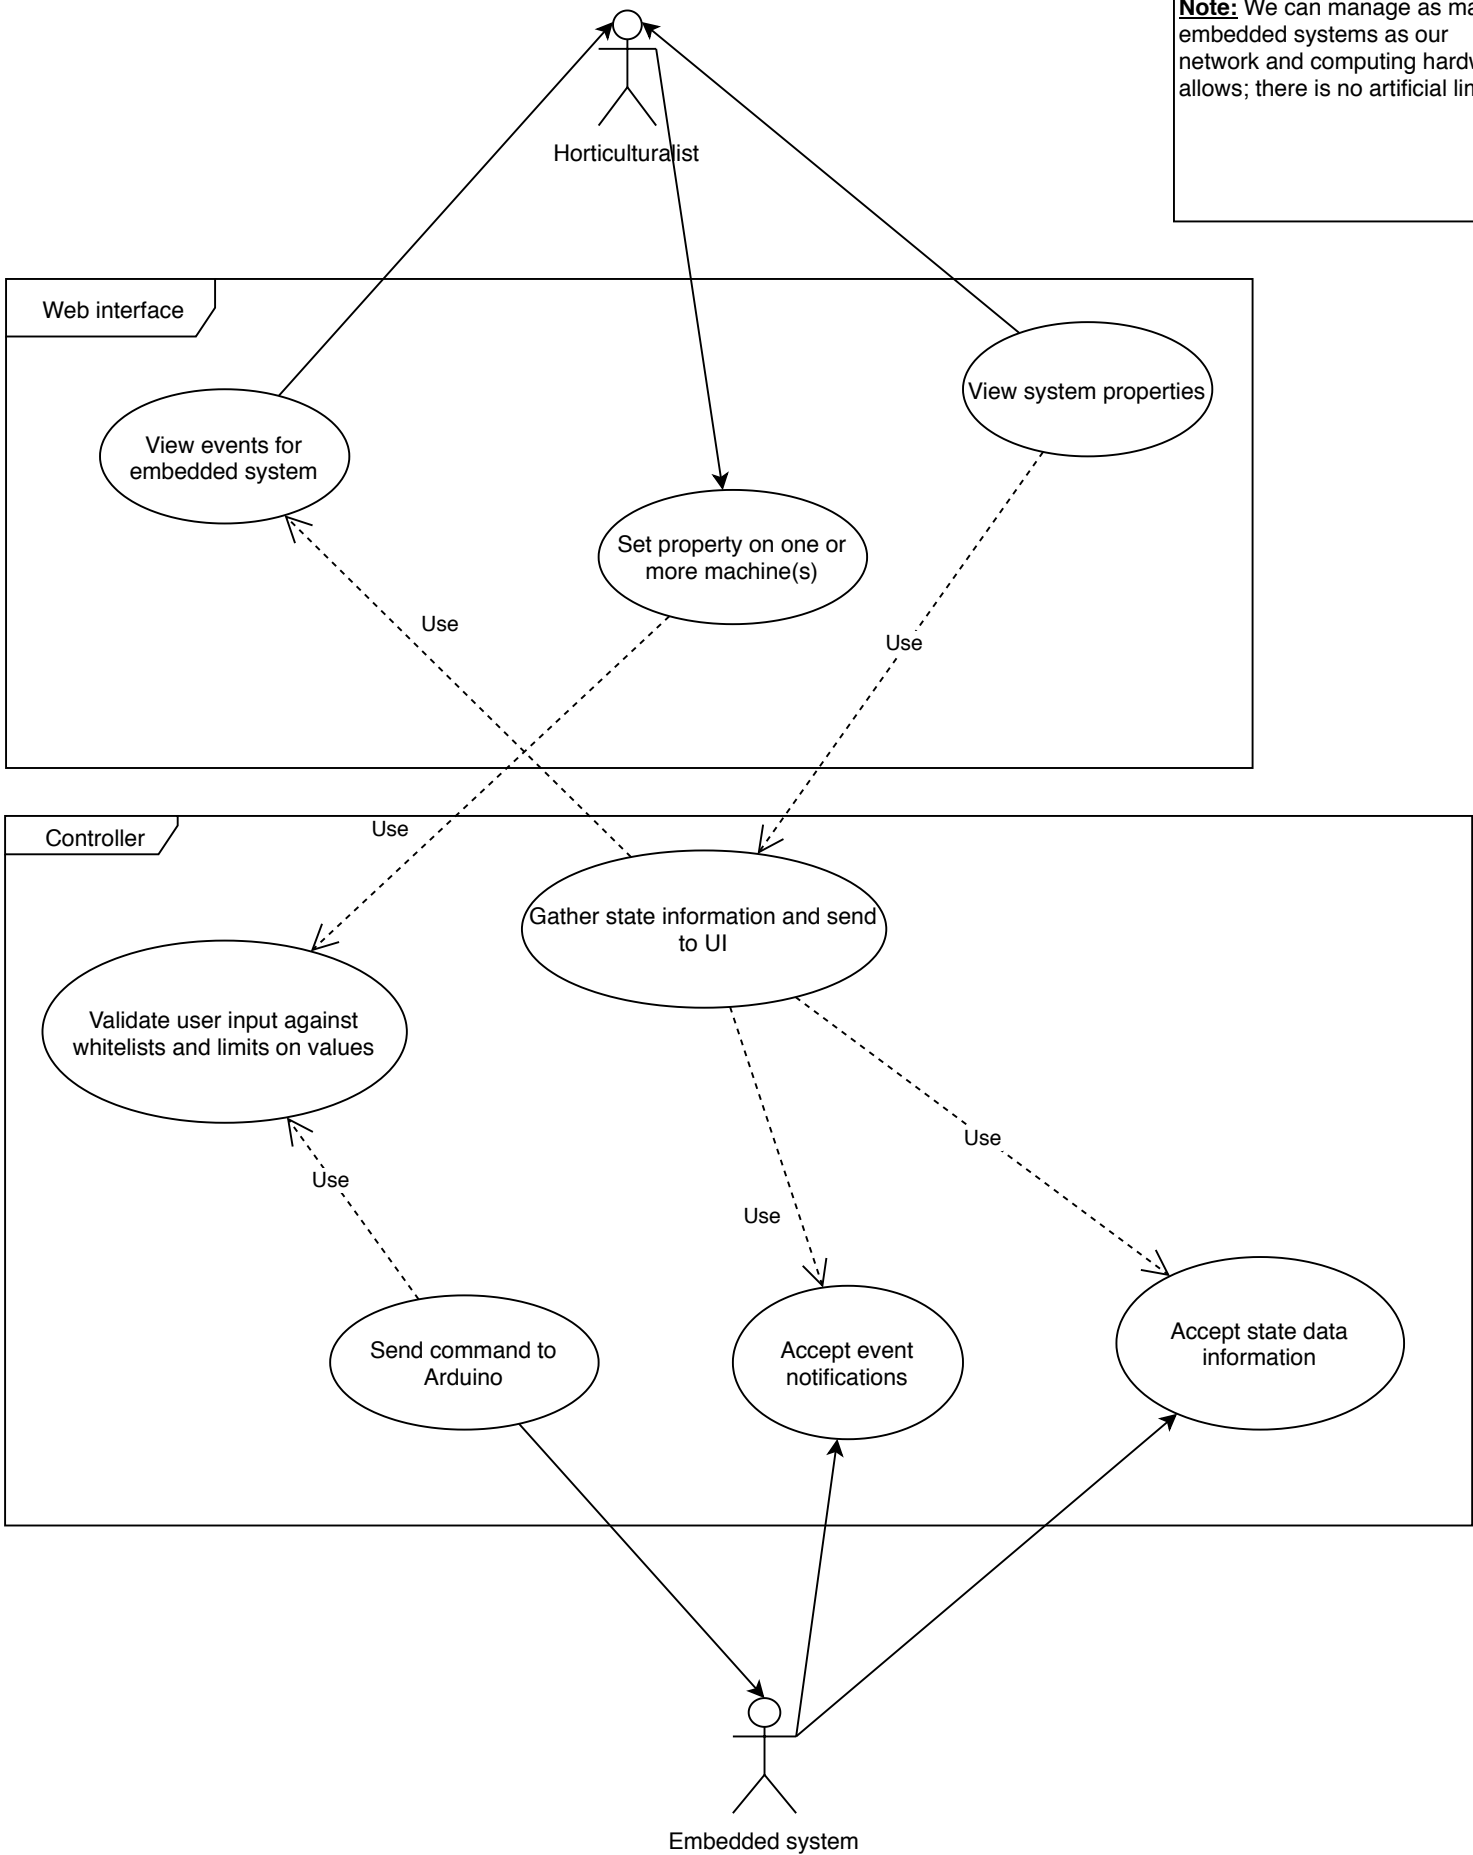 Note: We can manage as
embedded systems as our
network and computing
allows; there is no artificial
Horticulturalist
Web interface
View system properties
View events for
embedded system
Set property on one or
more machine(s)
Use
Use
Use
Controller
Gather state information and send
to UI
Validate user input against
whitelists and limits on values
Use
Use
Use
Accept state data
information
Send command to
Arduino
Accept event
notifications
Embedded system